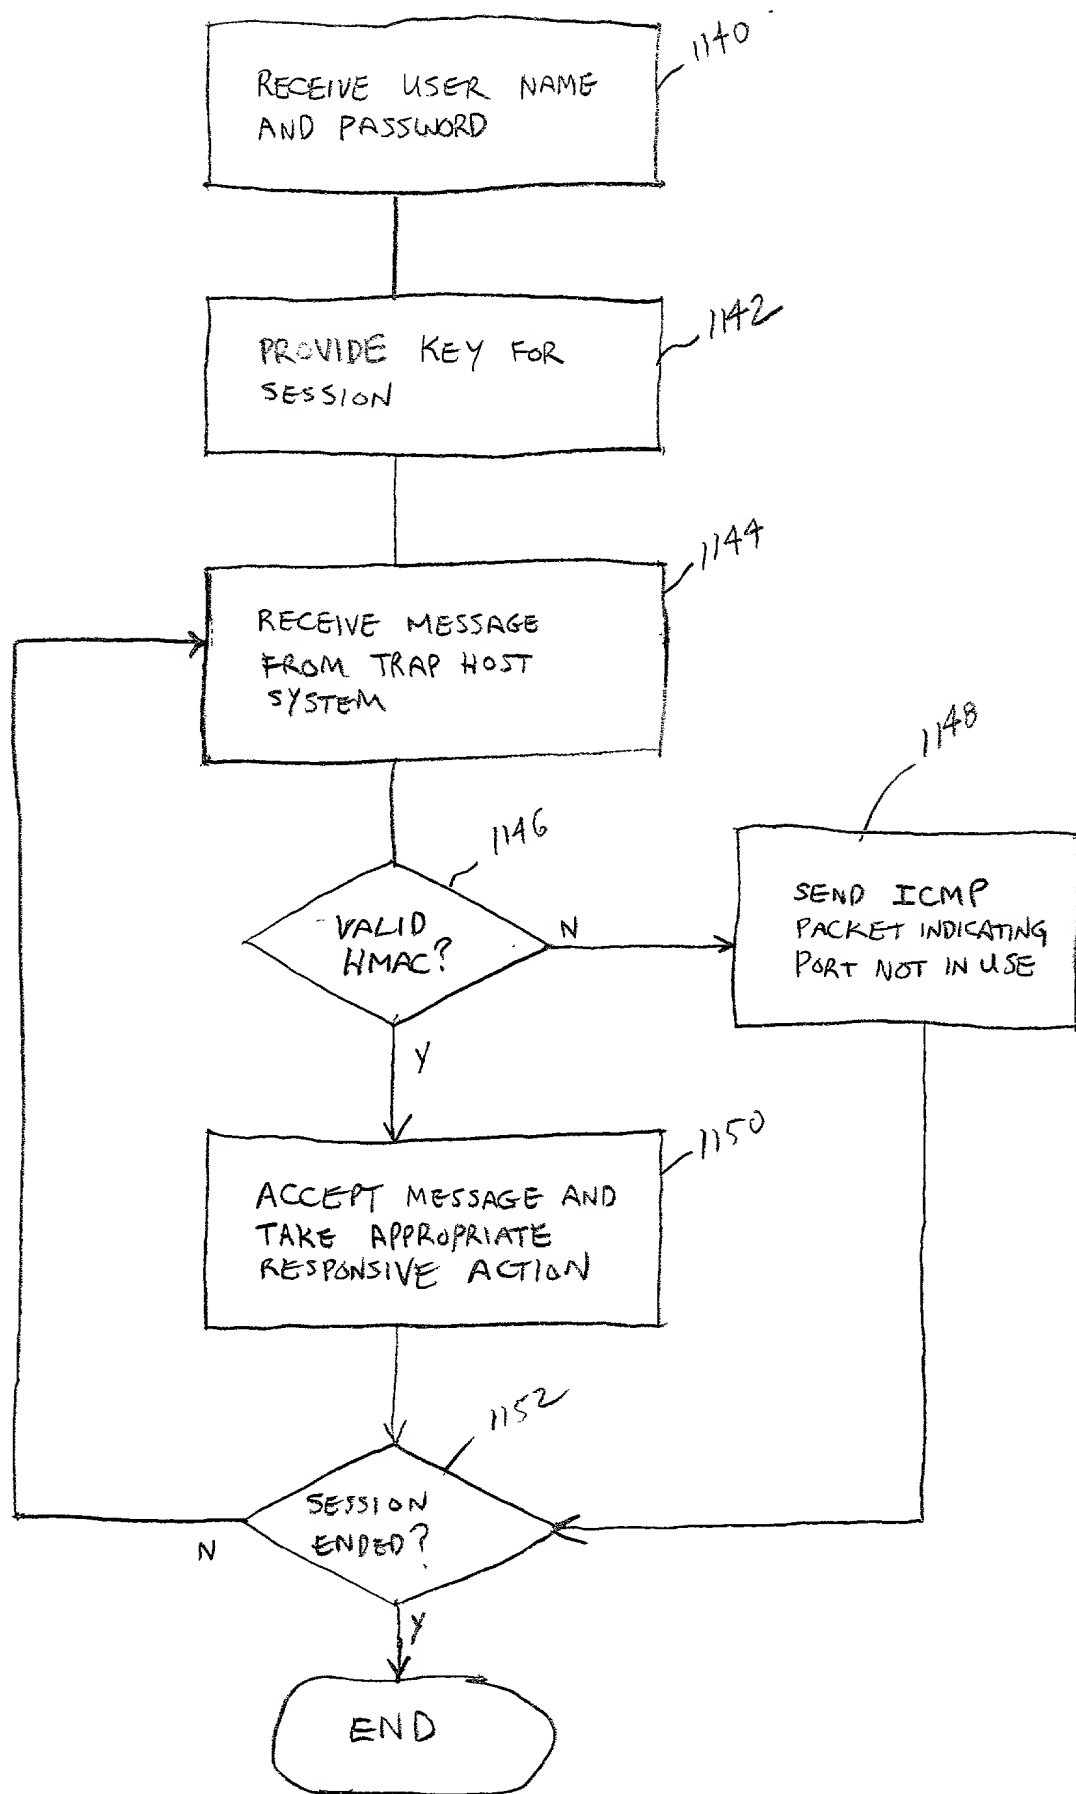 1140
RECEIVE USER NAME
AND PASSWORD
1142
PROVIDE KEY FOR
SESSION
1144
RECEIVE MESSAGE
FROM TRAP HOST
SYSTEM
1146
VALID
HMAC?
N
Y
1148
SEND ICMP
PACKET INDICATING
PORT NOT IN USE
1150
ACCEPT MESSAGE AND
TAKE APPROPRIATE
RESPONSIVE ACTION
1152
SESSION
ENDED?
N
Y
END